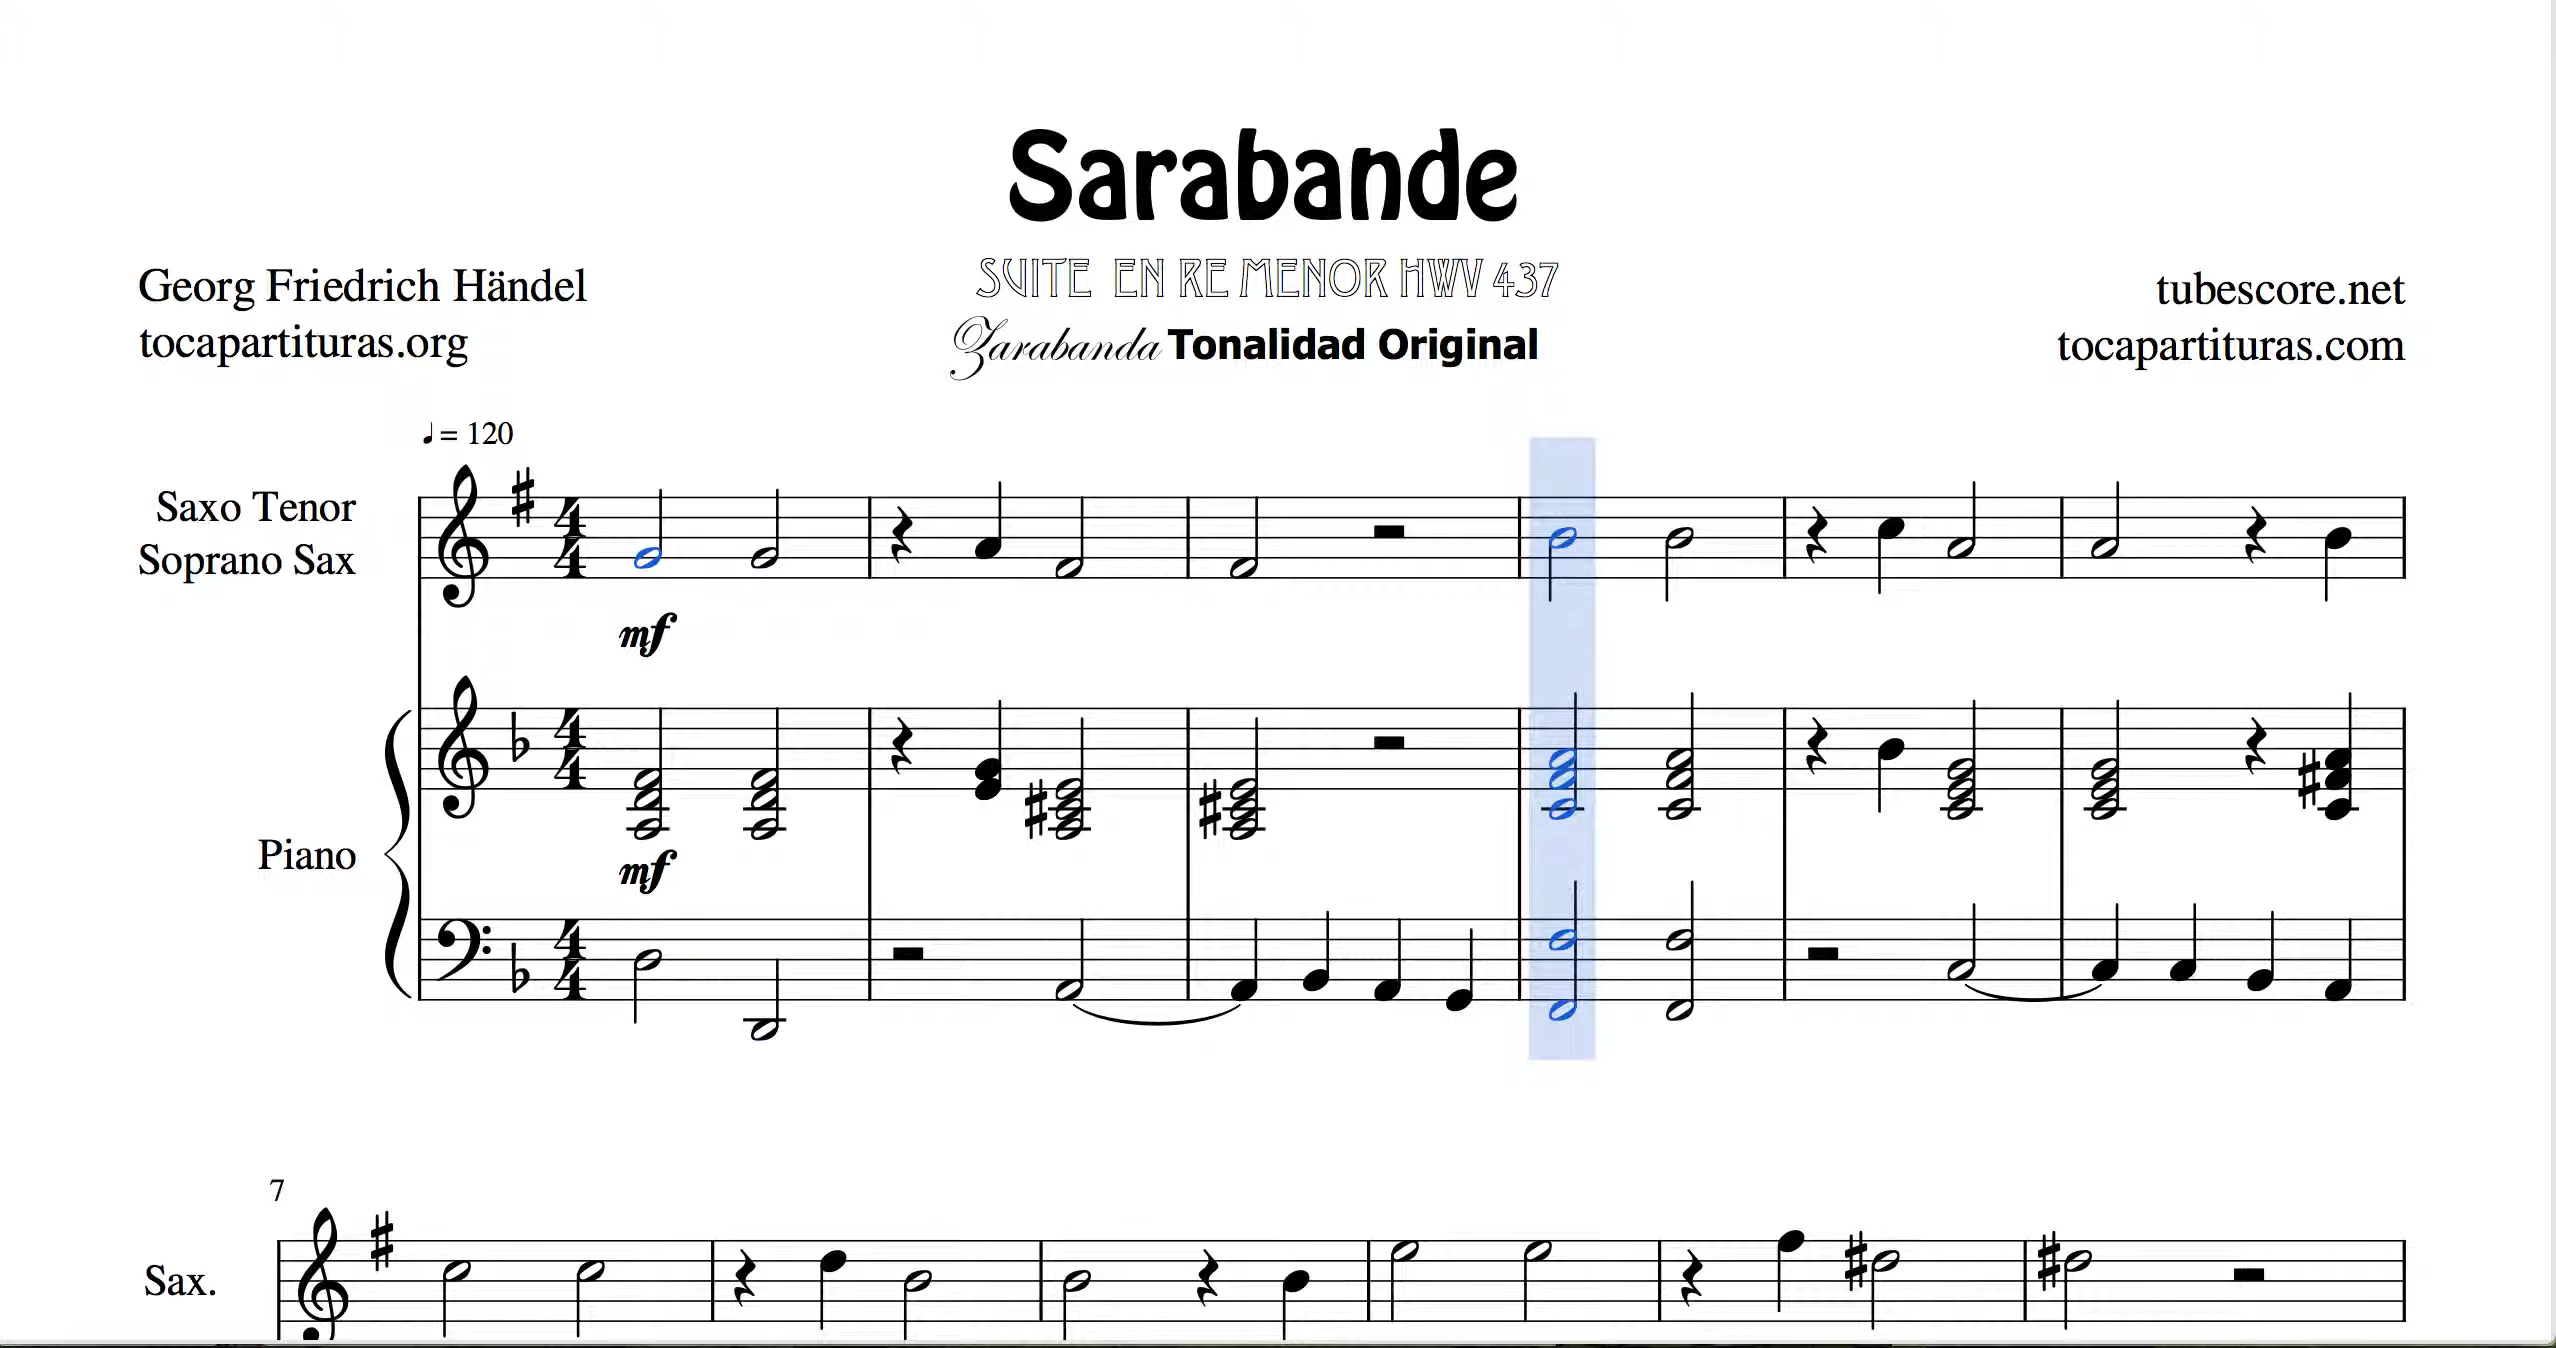 Sarabande
SUITE EN RE MENOR HWV 437
Georg Friedrich Händel
tubescore.net
tocapartituras.org
Zarabanda Tonalidad Original
tocapartituras.com
♩ = 120
Saxo Tenor
Soprano Sax
mf
Piano
mf
7
Sax.